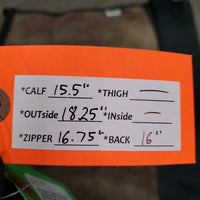 *CALF 15.5" *THIGH —
*OUTside 18.25" *INside —
*ZIPPER 16.75" *BACK 16"